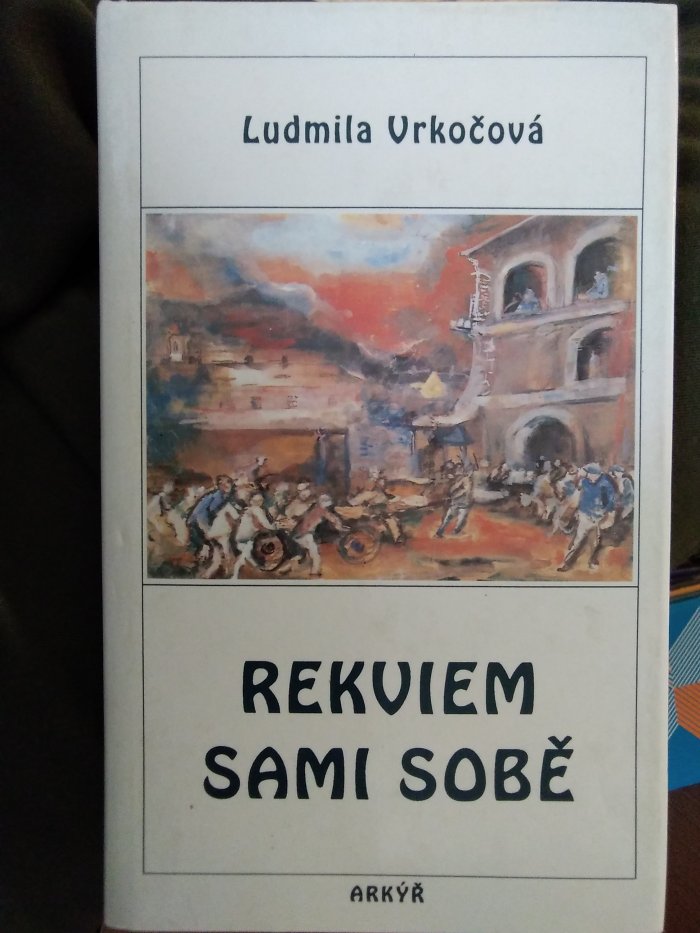 Ludmila Vrkočová
REKVIEM
SAMI SOBĚ
ARKÝŘ